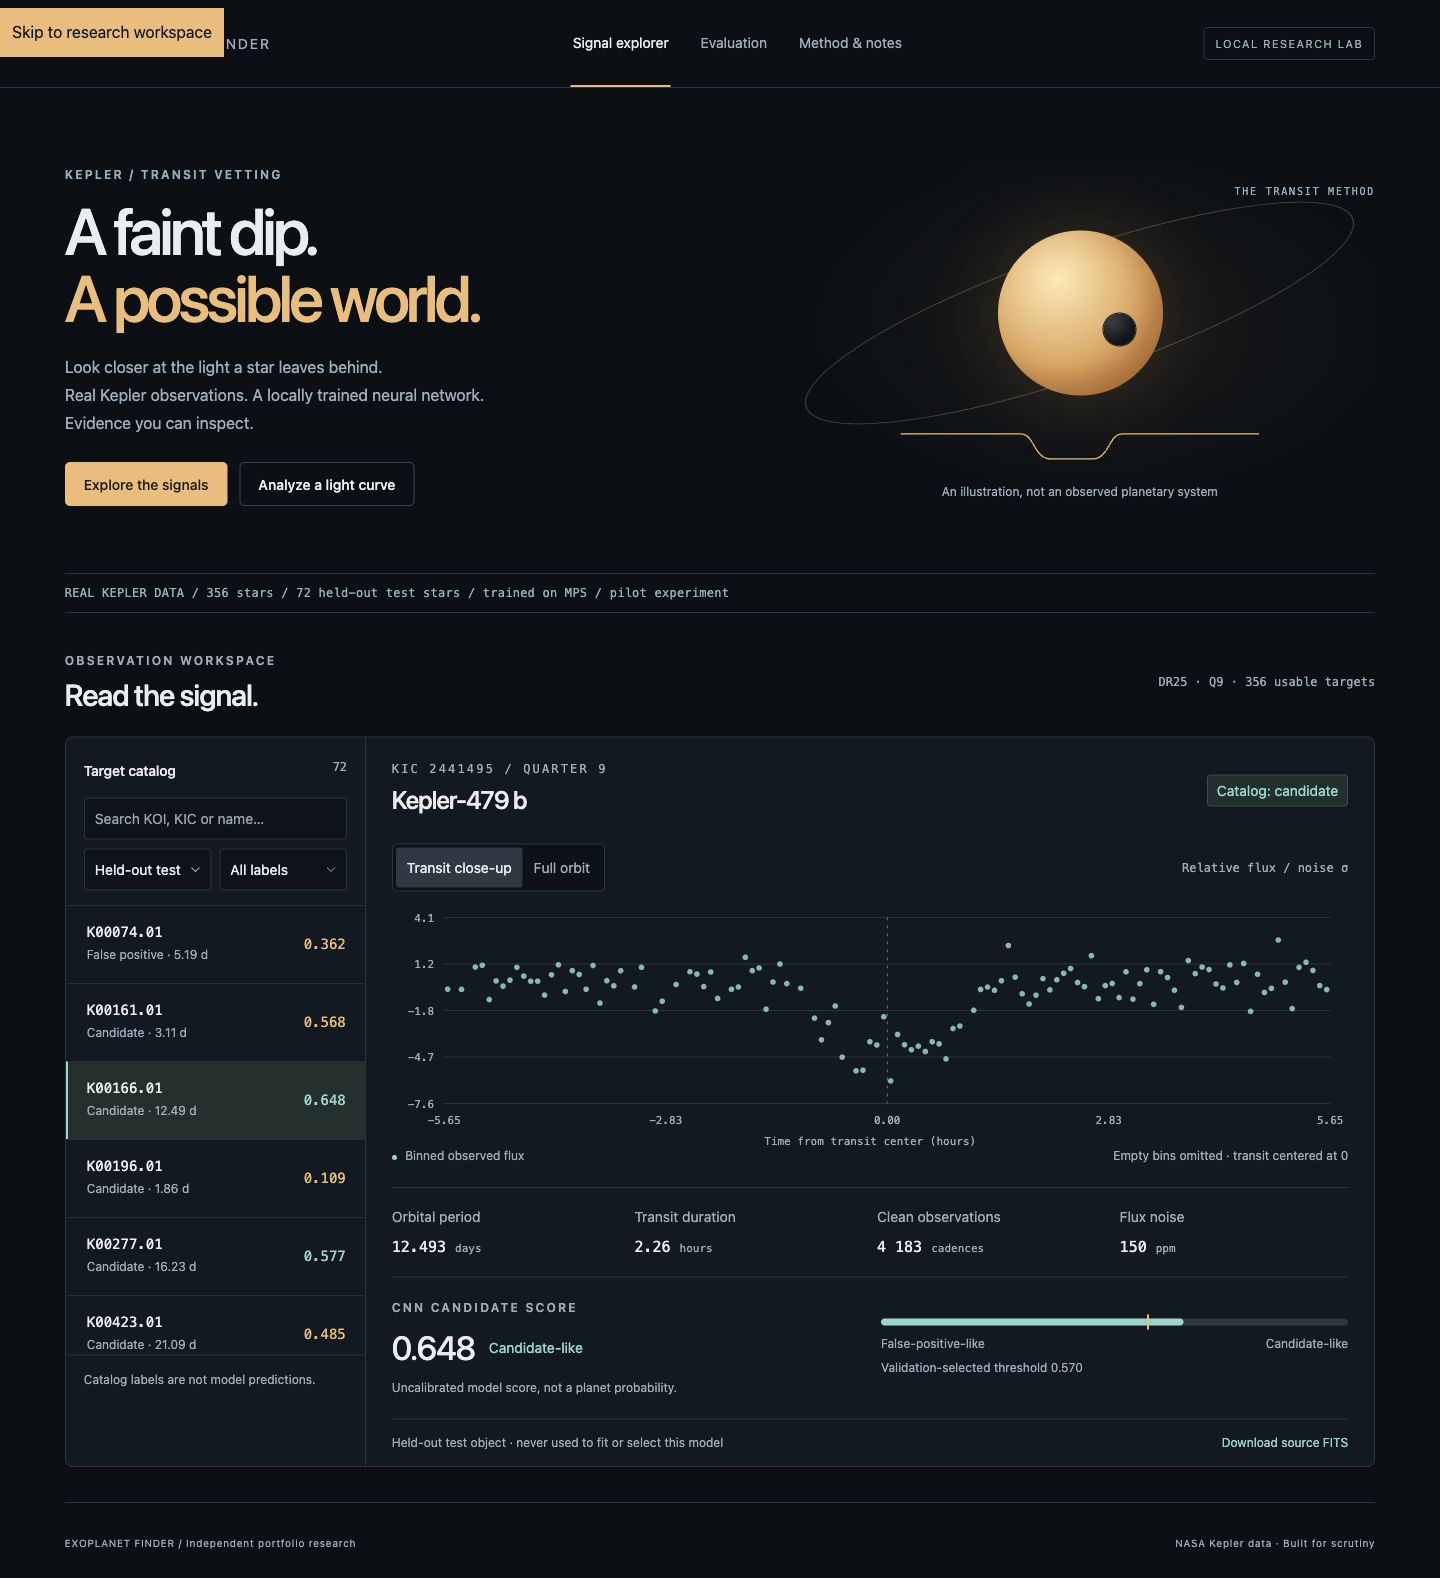 Skip to research workspace
NDER
Signal explorer
Evaluation
Method & notes
LOCAL RESEARCH LAB
KEPLER / TRANSIT VETTING
A faint dip.
A possible world.
Look closer at the light a star leaves behind.
Real Kepler observations. A locally trained neural network.
Evidence you can inspect.
Explore the signals
Analyze a light curve
THE TRANSIT METHOD
An illustration, not an observed planetary system
REAL KEPLER DATA / 356 stars / 72 held-out test stars / trained on MPS / pilot experiment
OBSERVATION WORKSPACE
Read the signal.
DR25 · Q9 · 356 usable targets
Target catalog
72
Search KOI, KIC or name...
Held-out test
All labels
K00074.01
False positive · 5.19 d
0.362
K00161.01
Candidate · 3.11 d
0.568
K00166.01
Candidate · 12.49 d
0.648
K00196.01
Candidate · 1.86 d
0.109
K00277.01
Candidate · 16.23 d
0.577
K00423.01
Candidate · 21.09 d
0.485
Catalog labels are not model predictions.
KIC 2441495 / QUARTER 9
Kepler-479 b
Catalog: candidate
Transit close-up
Full orbit
Relative flux / noise σ
4.1
1.2
−1.8
−4.7
−7.6
−5.65
−2.83
0.00
2.83
5.65
Time from transit center (hours)
Binned observed flux
Empty bins omitted · transit centered at 0
Orbital period
12.493 days
Transit duration
2.26 hours
Clean observations
4 183 cadences
Flux noise
150 ppm
CNN CANDIDATE SCORE
0.648 Candidate-like
Uncalibrated model score, not a planet probability.
False-positive-like
Candidate-like
Validation-selected threshold 0.570
Held-out test object · never used to fit or select this model
Download source FITS
EXOPLANET FINDER / Independent portfolio research
NASA Kepler data · Built for scrutiny